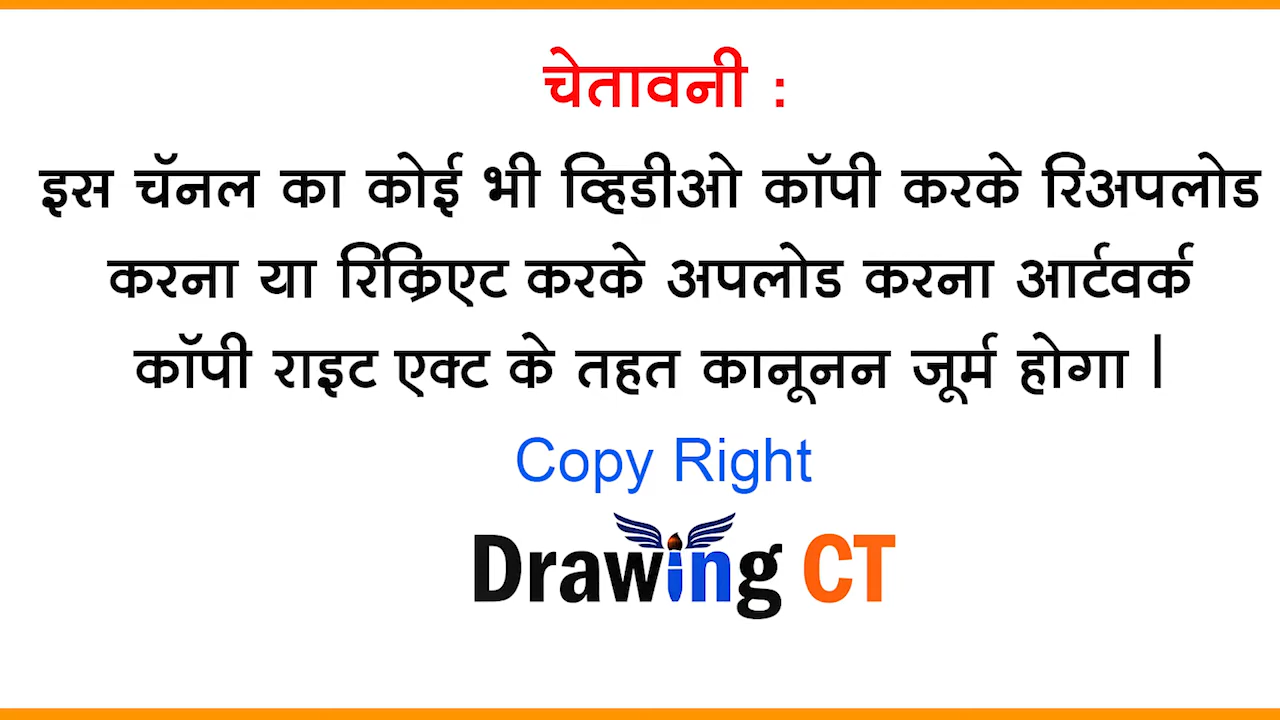 चेतावनी :
इस चॅनल का कोई भी व्हिडीओ कॉपी करके रिअपलोड
करना या रिक्रिएट करके अपलोड करना आर्टवर्क
कॉपी राइट एक्ट के तहत कानूनन जूर्म होगा |
Copy Right
Drawing CT